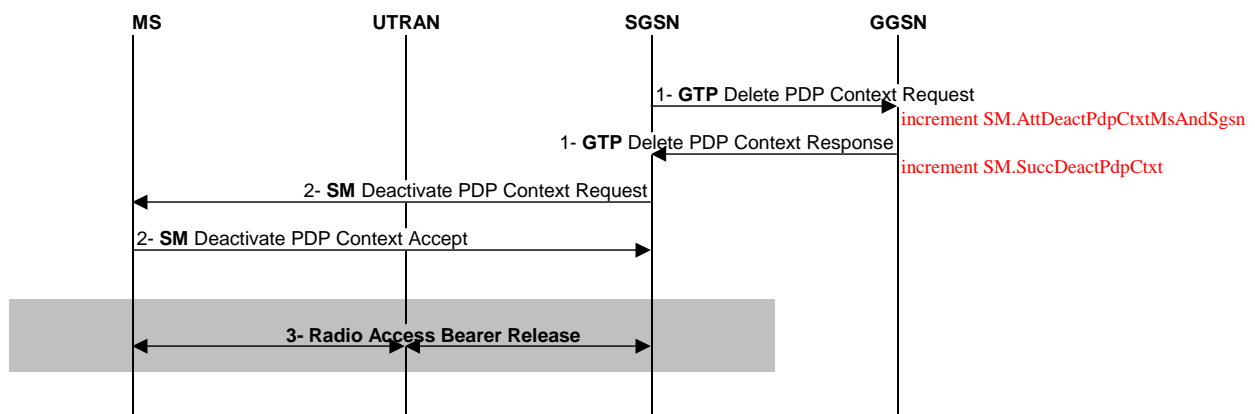 MS UTRAN SGSN GGSN
1- GTP Delete PDP Context Request
increment SM.AttDeactPdpCtxtMsAndSgsn
1- GTP Delete PDP Context Response
increment SM.SuccDeactPdpCtxt
2- SM Deactivate PDP Context Request
2- SM Deactivate PDP Context Accept
3- Radio Access Bearer Release